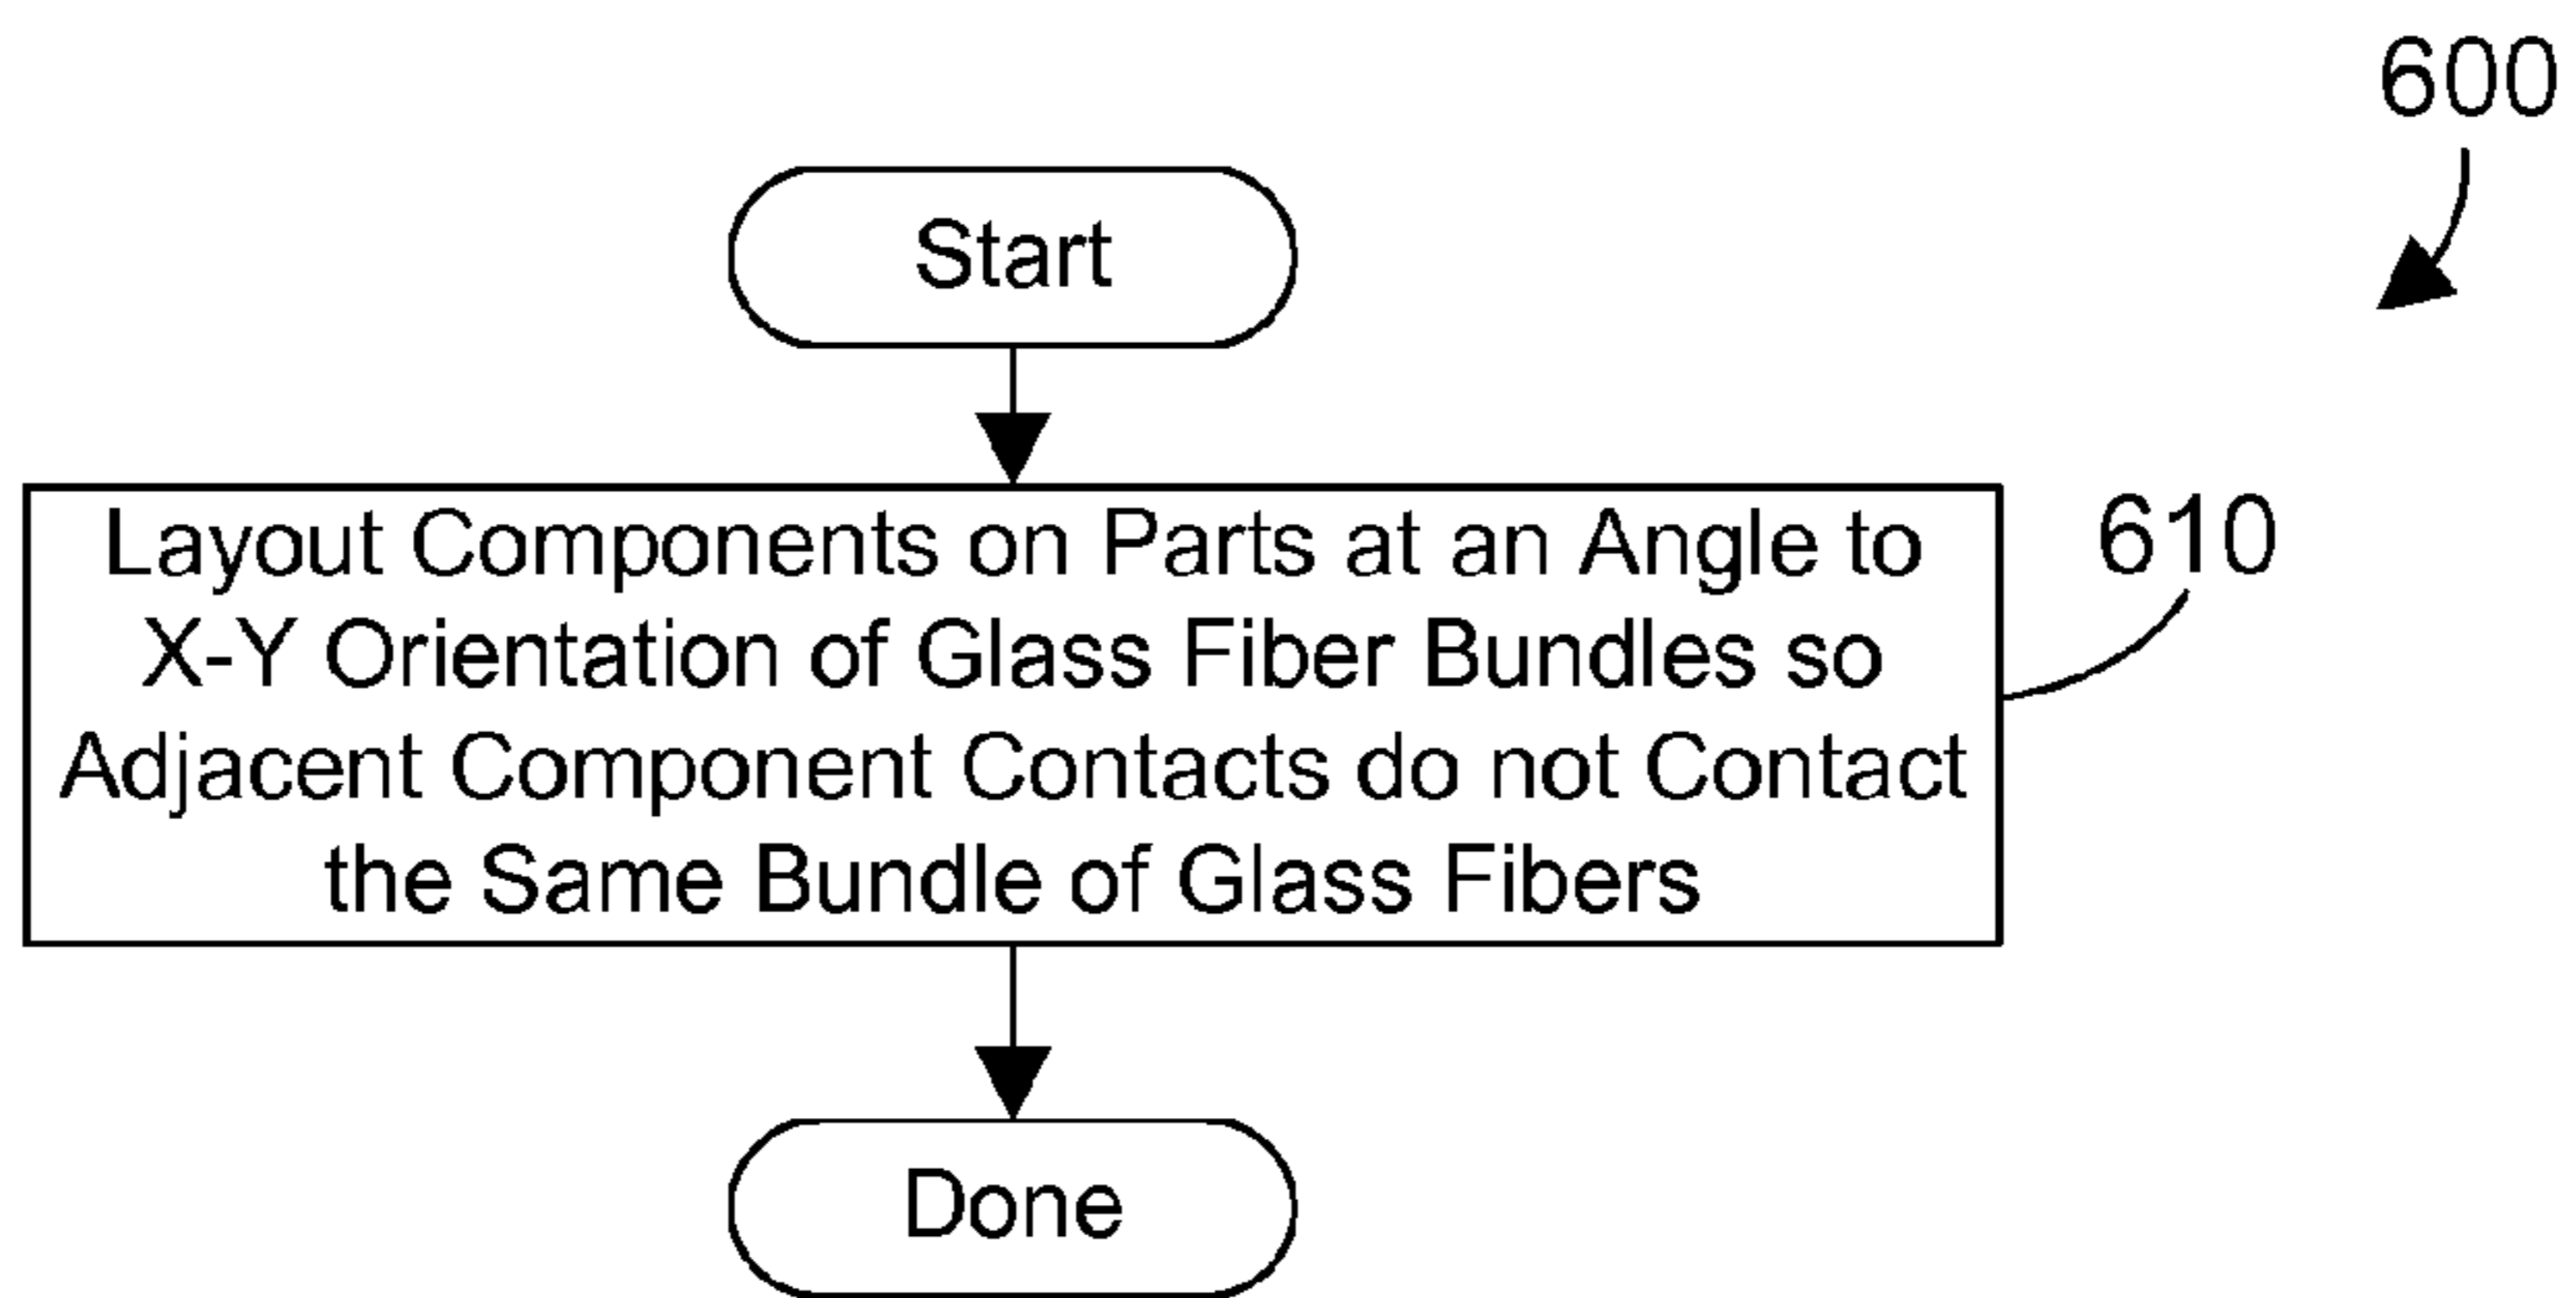 600
Start
Layout Components on Parts at an Angle to
X-Y Orientation of Glass Fiber Bundles so
Adjacent Component Contacts do not Contact
the Same Bundle of Glass Fibers
610
Done